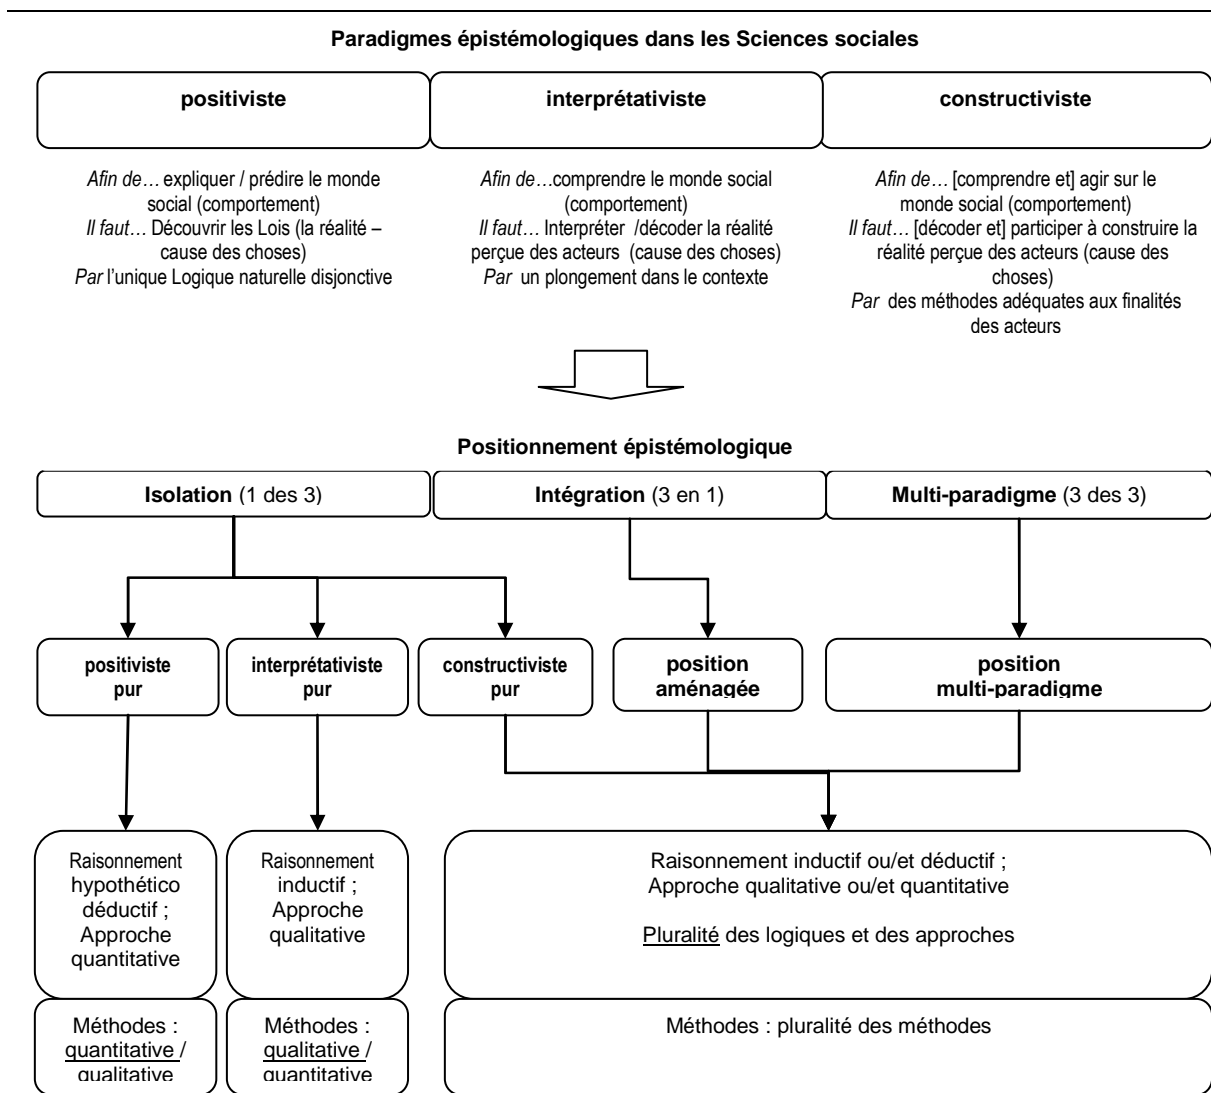 Paradigmes épistémologiques dans les Sciences sociales
positiviste
interprétativiste
constructiviste
Afin de… expliquer / prédire le monde
social (comportement)
Il faut… Découvrir les Lois (la réalité –
cause des choses)
Par l'unique Logique naturelle disjonctive
Afin de…comprendre le monde social
(comportement)
Il faut… Interpréter /décoder la réalité
perçue des acteurs (cause des choses)
Par un plongement dans le contexte
Afin de… [comprendre et] agir sur le
monde social (comportement)
Il faut… [décoder et] participer à construire la
réalité perçue des acteurs (cause des
choses)
Par des méthodes adéquates aux finalités
des acteurs
Positionnement épistémologique
Isolation (1 des 3)
Intégration (3 en 1)
Multi-paradigme (3 des 3)
positiviste
pur
interprétativiste
pur
constructiviste
pur
position
aménagée
position
multi-paradigme
Raisonnement
hypothético
déductif ;
Approche
quantitative
Raisonnement
inductif ;
Approche
qualitative
Raisonnement inductif ou/et déductif ;
Approche qualitative ou/et quantitative
Pluralité des logiques et des approches
Méthodes :
quantitative /
qualitative
Méthodes :
qualitative /
quantitative
Méthodes : pluralité des méthodes